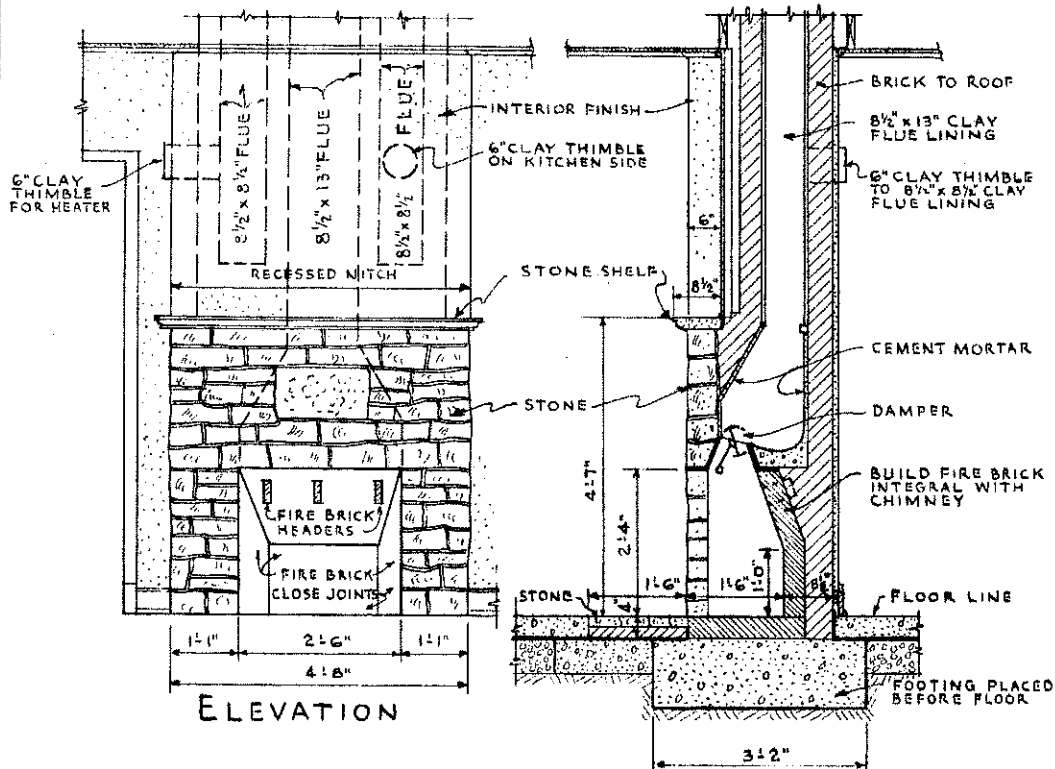 8½" x 8½" FLUE
8½" x 13" FLUE
FLUE
8½" x 8½"
INTERIOR FINISH
6" CLAY THIMBLE
ON KITCHEN SIDE
6" CLAY
THIMBLE
FOR HEATER
RECESSED NITCH
STONE SHELF
STONE
FIRE BRICK
HEADERS
FIRE BRICK
CLOSE JOINTS
1'-1"
2'-6"
1'-1"
4'-8"
ELEVATION
BRICK TO ROOF
8½" x 13" CLAY
FLUE LINING
6" CLAY THIMBLE
TO 8½" x 8½" CLAY
FLUE LINING
6"
8½"
CEMENT MORTAR
DAMPER
BUILD FIRE BRICK
INTEGRAL WITH
CHIMNEY
4'-7"
2'-4"
1'-0"
1'-6"
1'-6"
4"
STONE
FLOOR LINE
FOOTING PLACED
BEFORE FLOOR
3'-2"